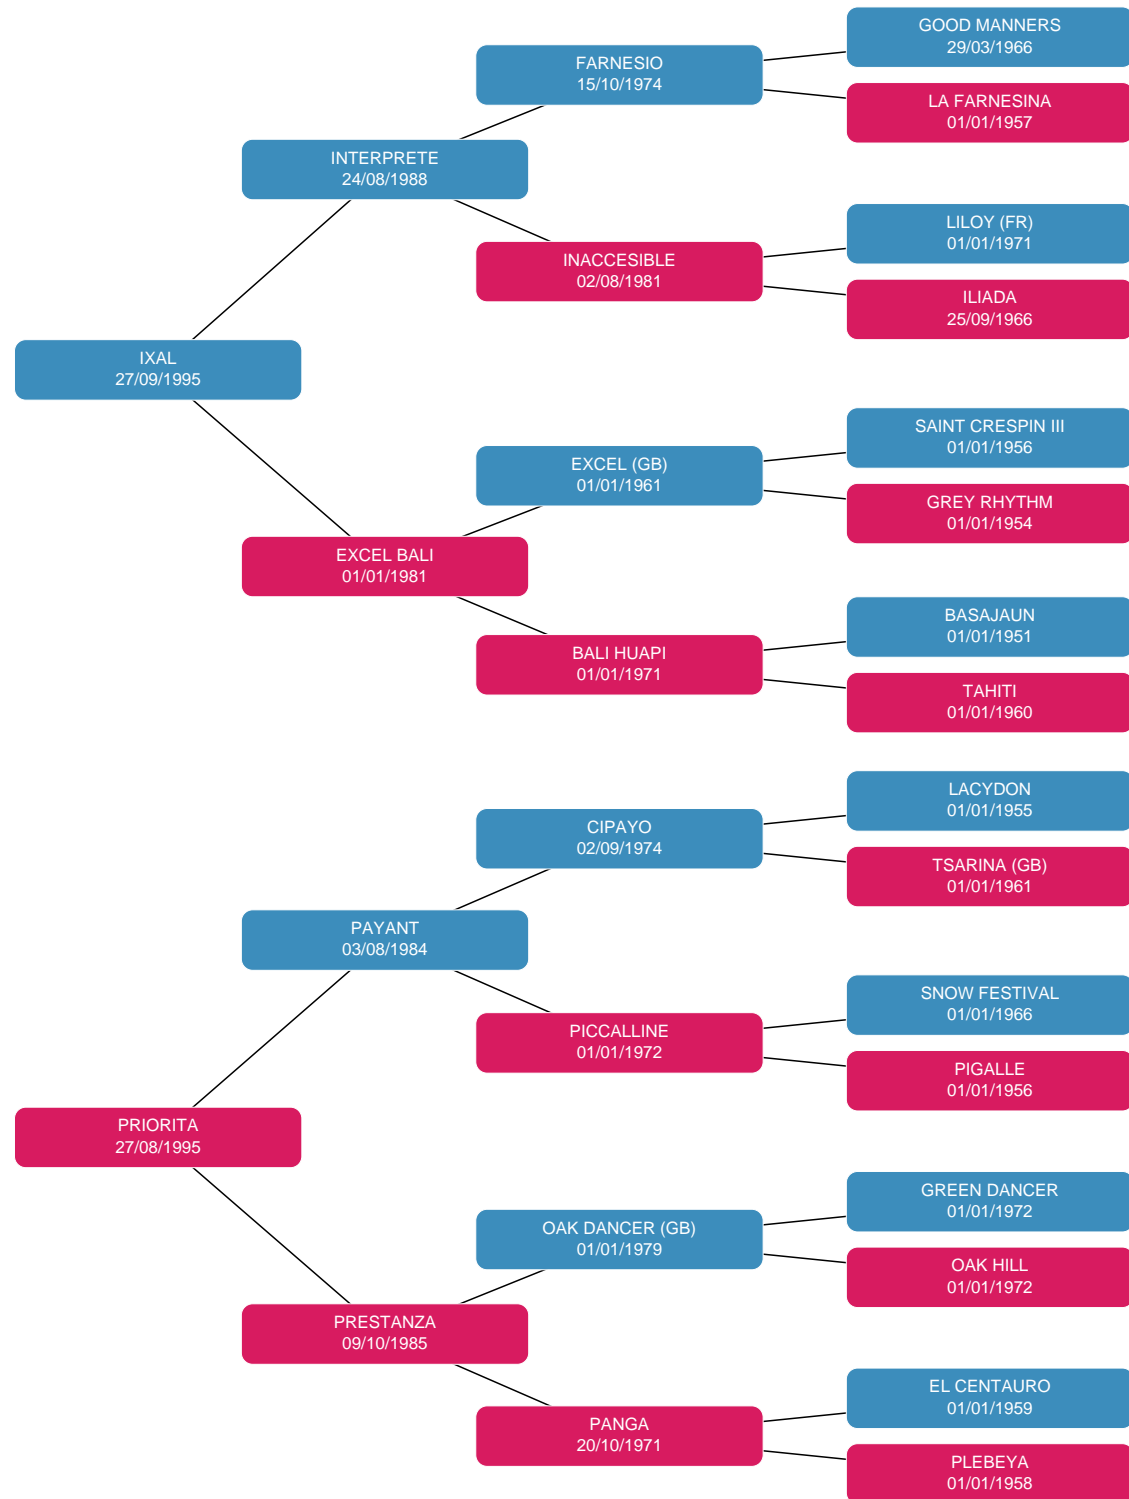 GOOD MANNERS
29/03/1966
FARNESIO
15/10/1974
LA FARNESINA
01/01/1957
INTERPRETE
24/08/1988
LILOY (FR)
01/01/1971
INACCESIBLE
02/08/1981
ILIADA
25/09/1966
IXAL
27/09/1995
SAINT CRESPIN III
01/01/1956
EXCEL (GB)
01/01/1961
GREY RHYTHM
01/01/1954
EXCEL BALI
01/01/1981
BASAJAUN
01/01/1951
BALI HUAPI
01/01/1971
TAHITI
01/01/1960
LACYDON
01/01/1955
CIPAYO
02/09/1974
TSARINA (GB)
01/01/1961
PAYANT
03/08/1984
SNOW FESTIVAL
01/01/1966
PICCALLINE
01/01/1972
PIGALLE
01/01/1956
PRIORITA
27/08/1995
GREEN DANCER
01/01/1972
OAK DANCER (GB)
01/01/1979
OAK HILL
01/01/1972
PRESTANZA
09/10/1985
EL CENTAURO
01/01/1959
PANGA
20/10/1971
PLEBEYA
01/01/1958